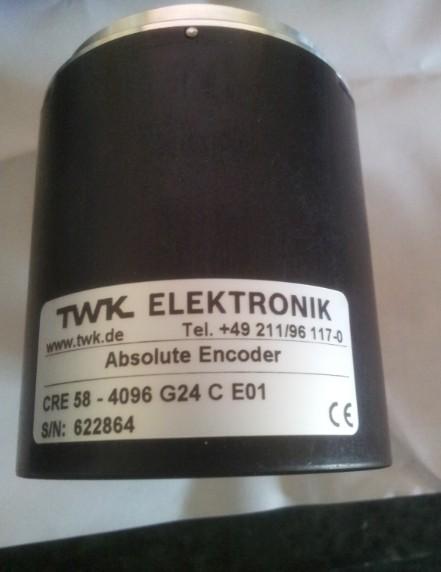 TWK ELEKTRONIK
www.twk.de Tel. +49 211/96 117-0
Absolute Encoder
CRE 58 - 4096 G24 C E01
S/N: 622864 CE